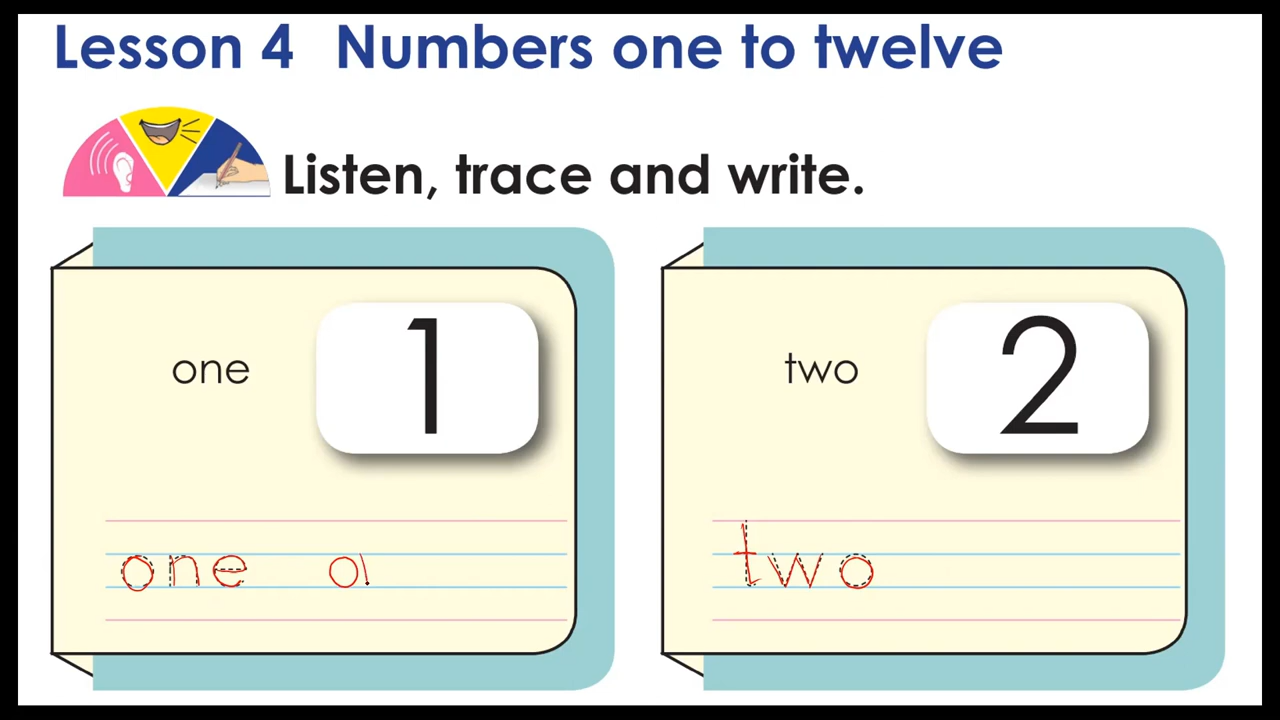 Lesson 4 Numbers one to twelve
Listen, trace and write.
one 1
one o
two 2
two